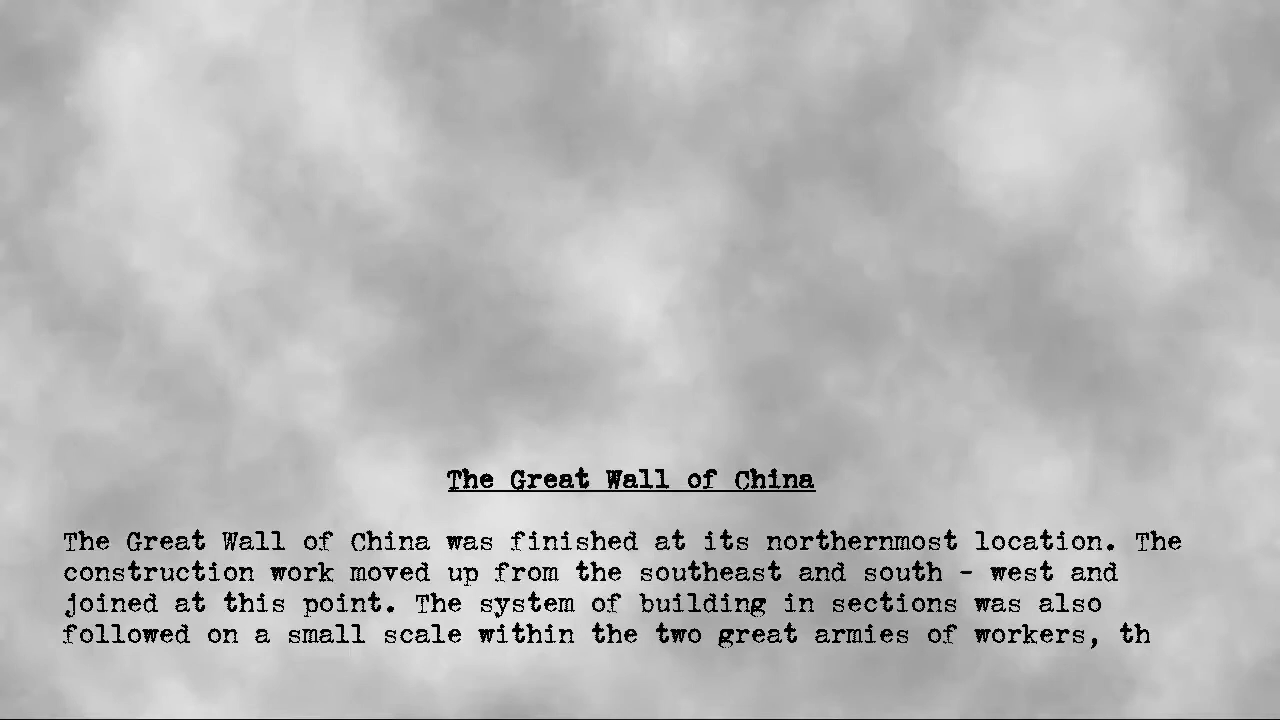 The Great Wall of China
The Great Wall of China was finished at its northernmost location. The
construction work moved up from the southeast and south - west and
joined at this point. The system of building in sections was also
followed on a small scale within the two great armies of workers, th